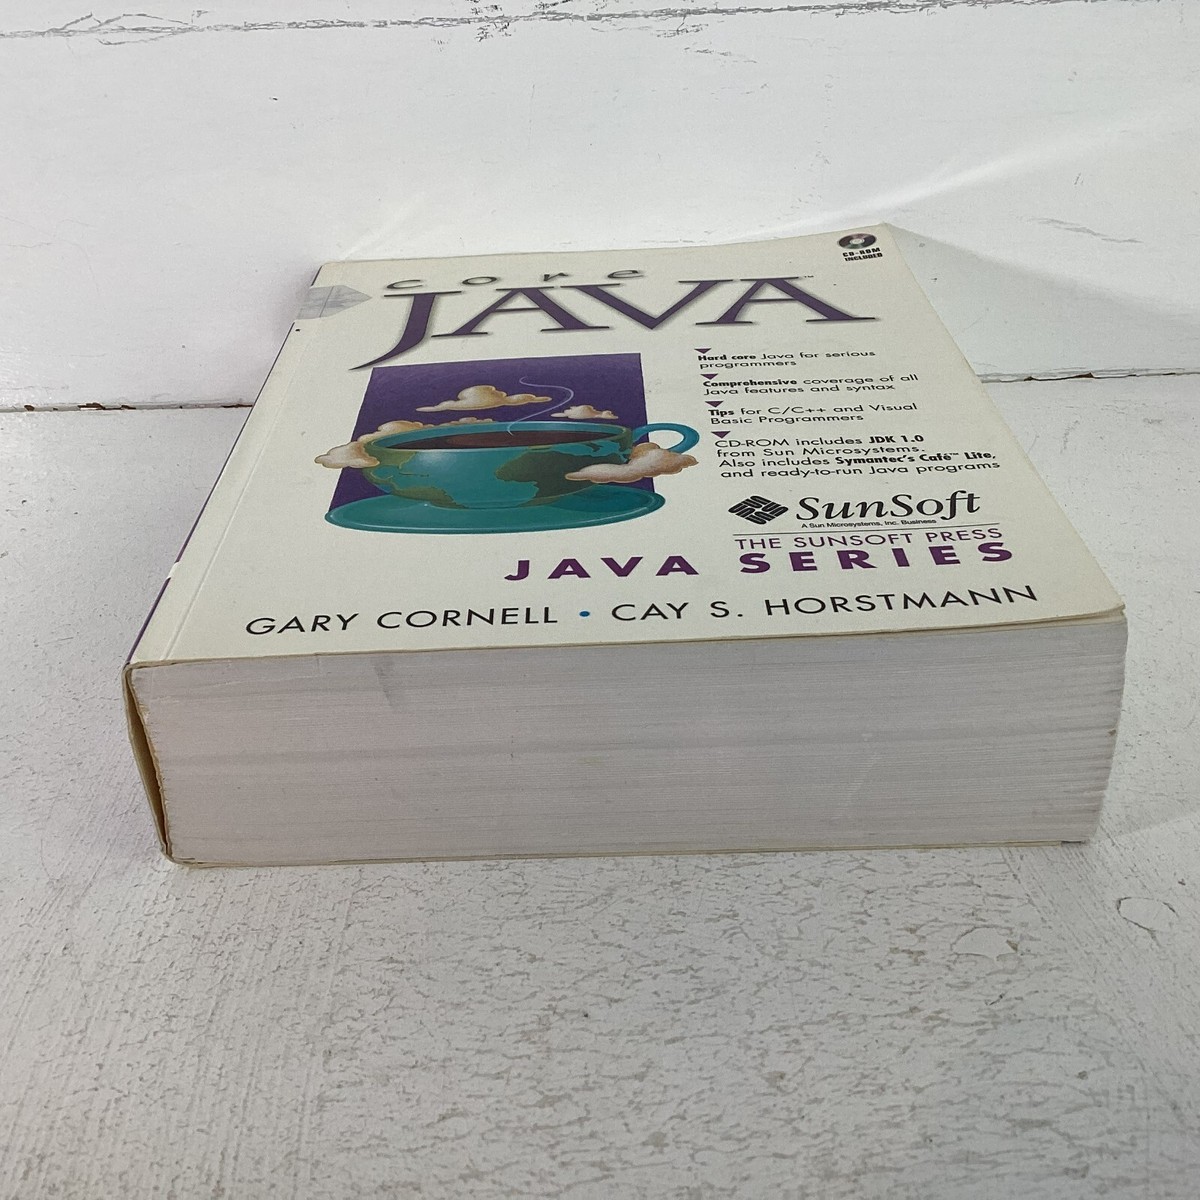 CD-ROM
INCLUDED
core
JAVA™
Hard core Java for serious
programmers
Comprehensive coverage of all
Java features and syntax
Tips for C/C++ and Visual
Basic Programmers
CD-ROM includes JDK 1.0
from Sun Microsystems.
Also includes Symantec's Café™ Lite,
and ready-to-run Java programs
SunSoft
A Sun Microsystems, Inc. Business
THE SUNSOFT PRESS
JAVA SERIES
GARY CORNELL • CAY S. HORSTMANN